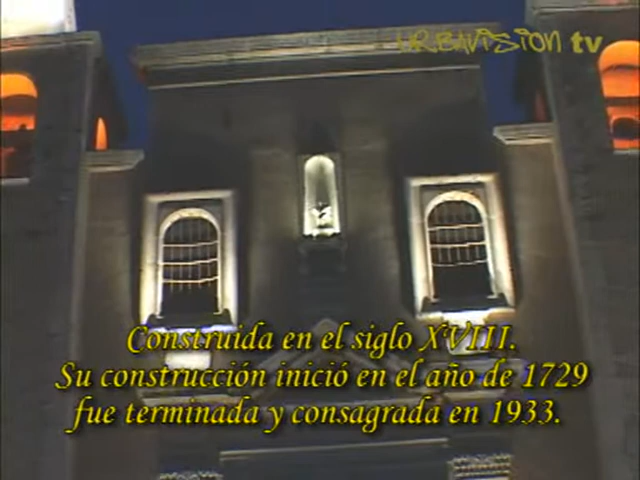 URBAVISION tv
Construida en el siglo XVIII.
Su construcción inició en el año de 1729
fue terminada y consagrada en 1933.